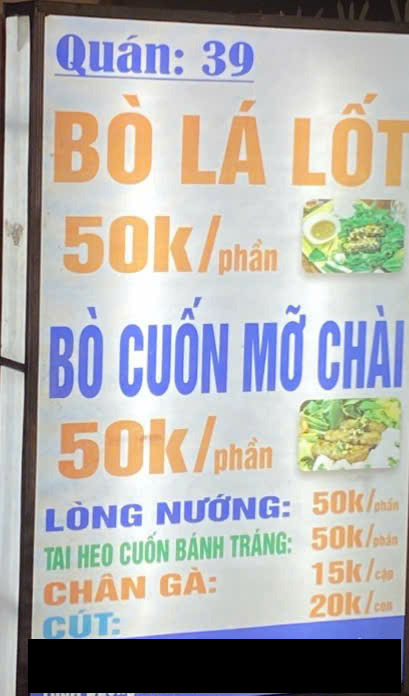 Quán: 39
BÒ LÁ LỐT
50k/phần
BÒ CUỐN MỠ CHÀI
50k/phần
LÒNG NƯỚNG: 50k/phần
TAI HEO CUỐN BÁNH TRÁNG: 50k/phần
CHÂN GÀ: 15k/cặp
CÚT: 20k/con